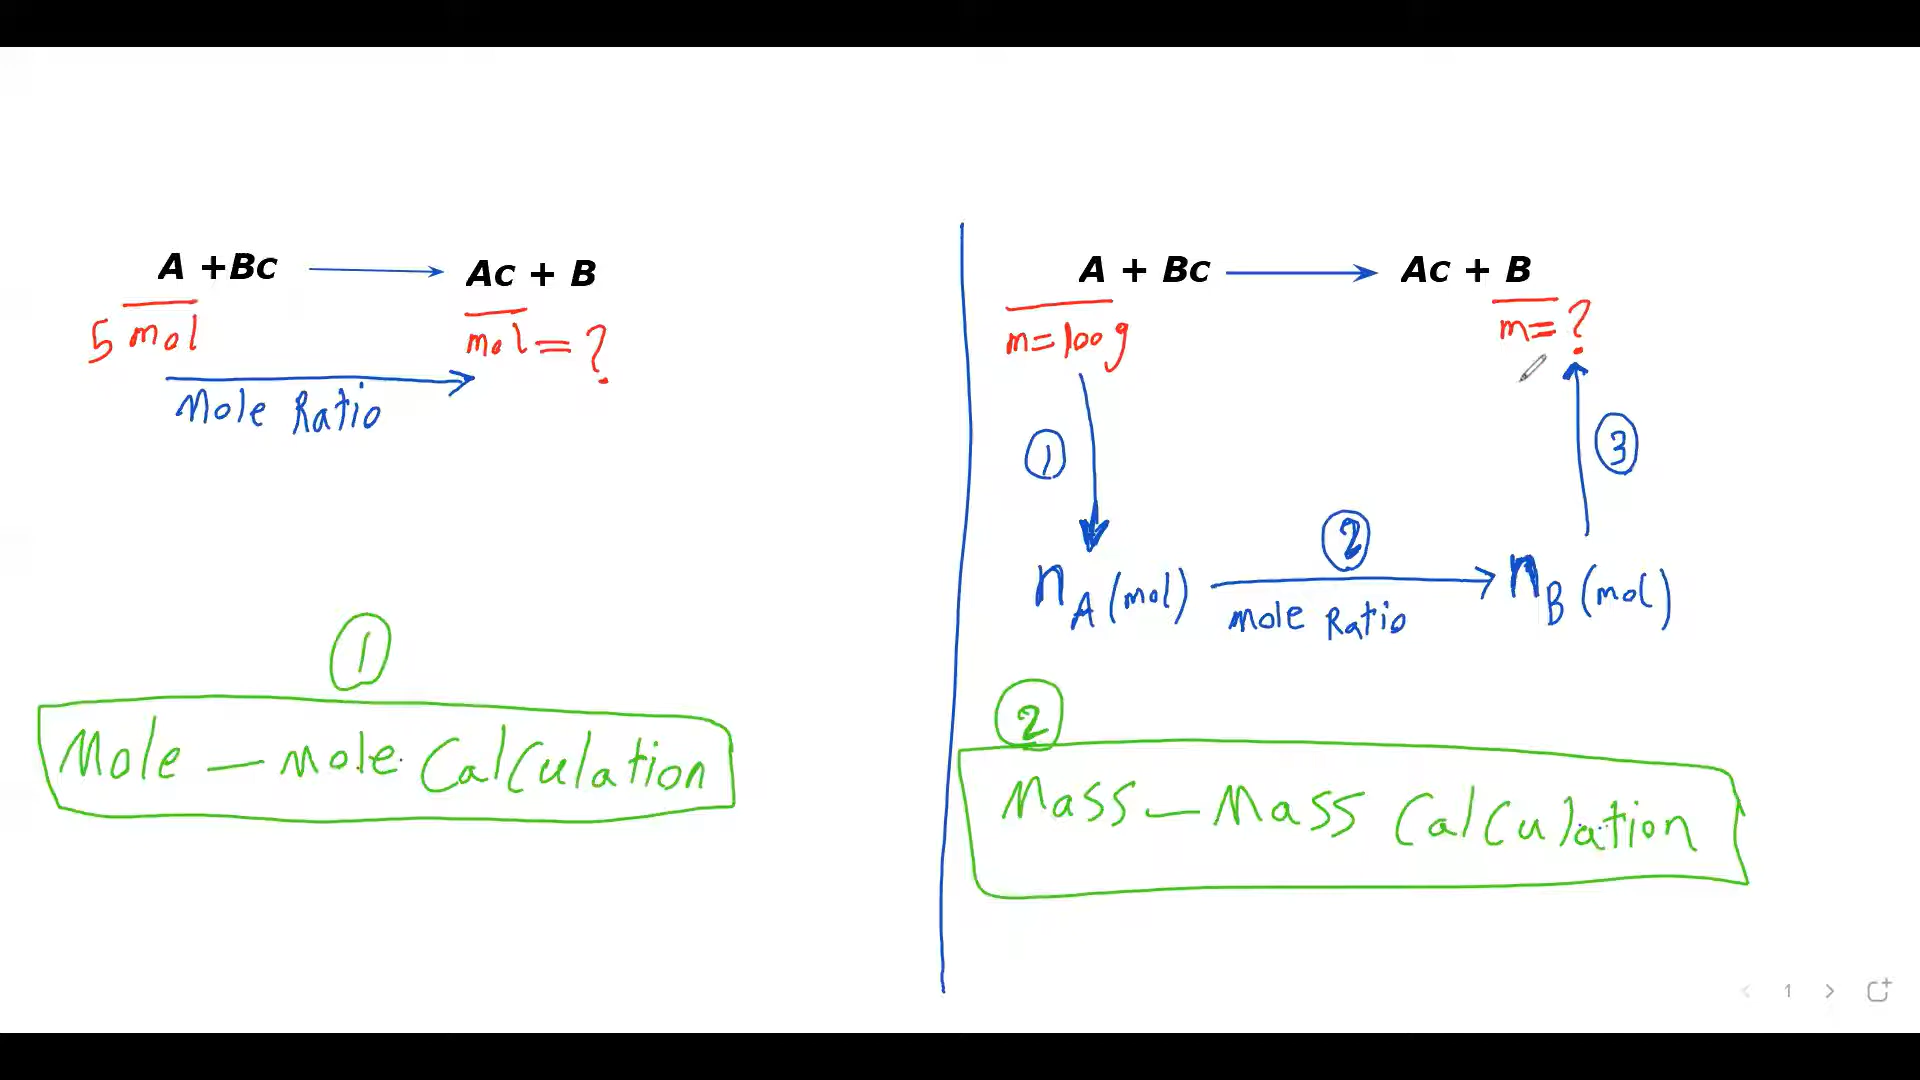 A +Bc ⟶ Ac + B
5 mol
mol = ?
Mole Ratio
1
Mole – mole Calculation
A + Bc ⟶ Ac + B
m=100g
m= ?
1
3
2
nA (mol) ⟶ nB (mol)
mole Ratio
2
Mass – Mass Calculation
1